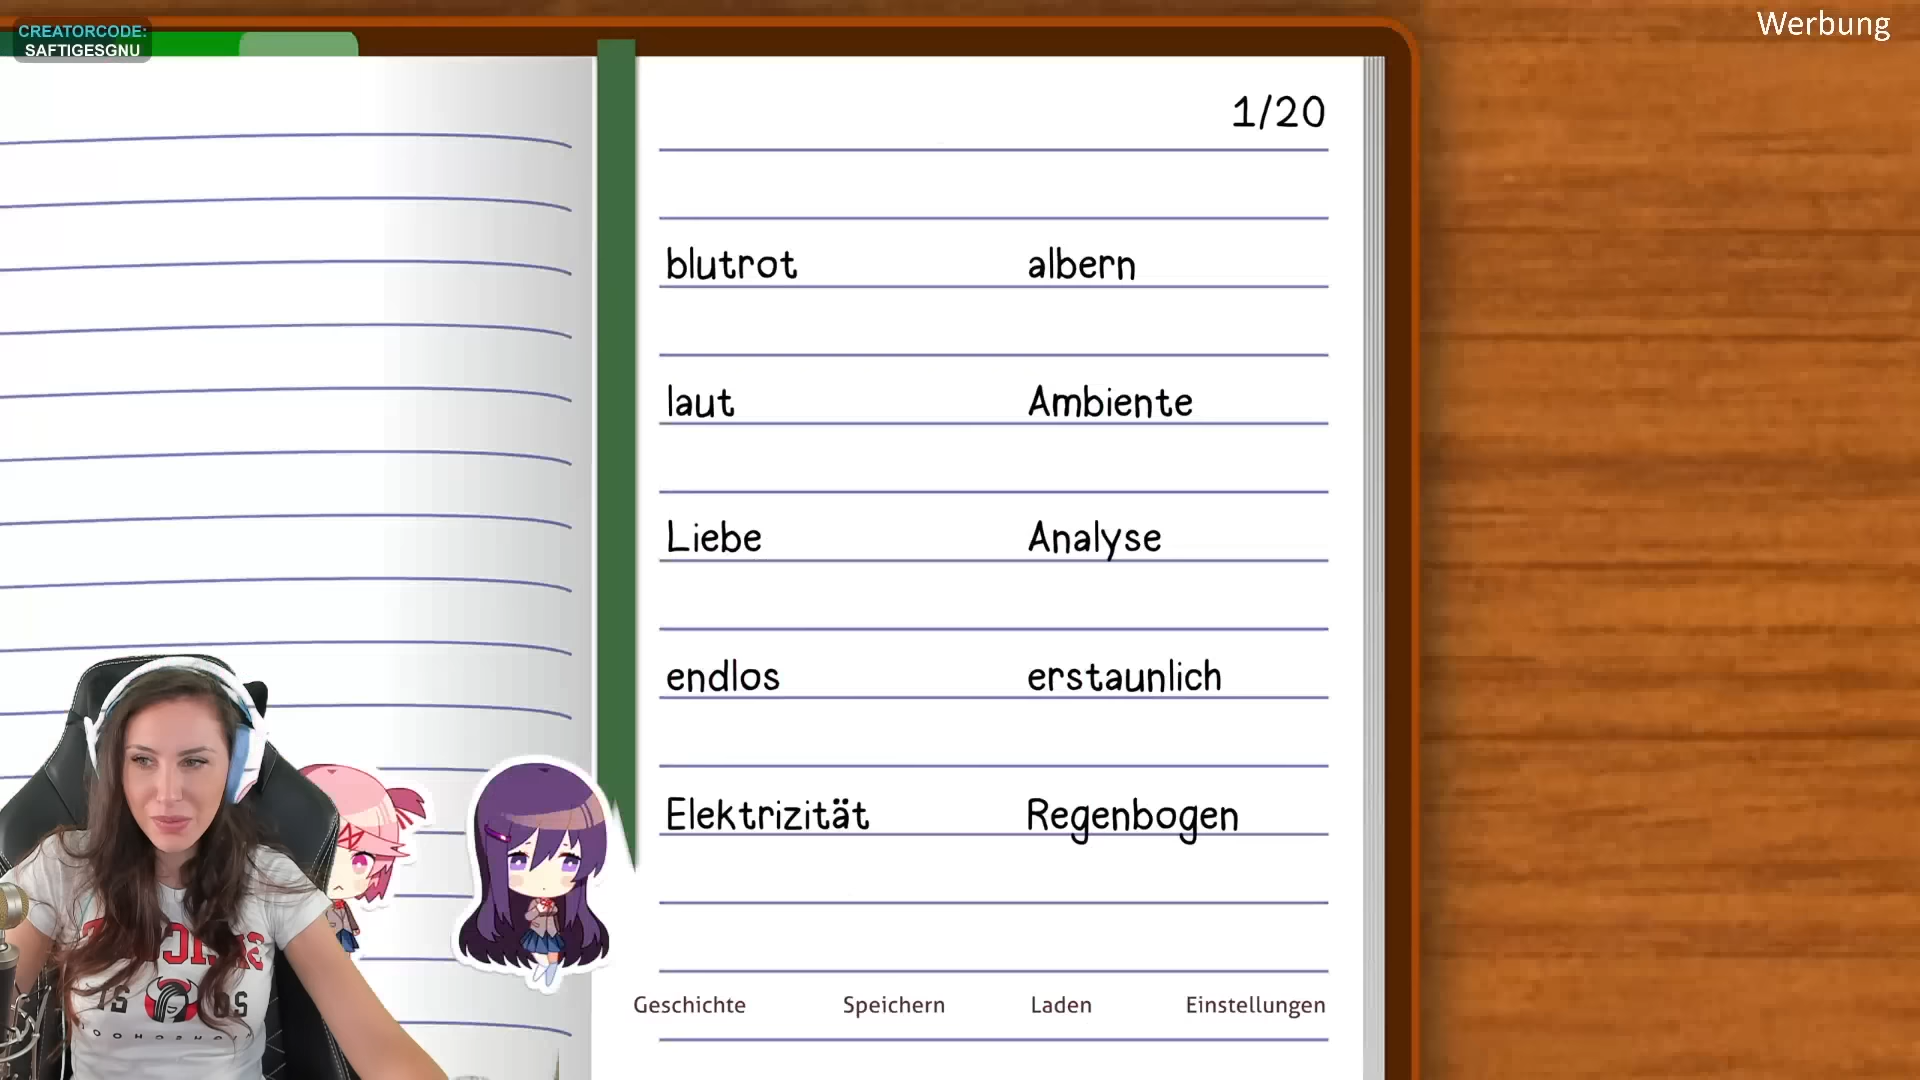 CREATORCODE:
SAFTIGESGNU
Werbung
1/20
blutrot albern
laut Ambiente
Liebe Analyse
endlos erstaunlich
Elektrizität Regenbogen
Geschichte Speichern Laden Einstellungen